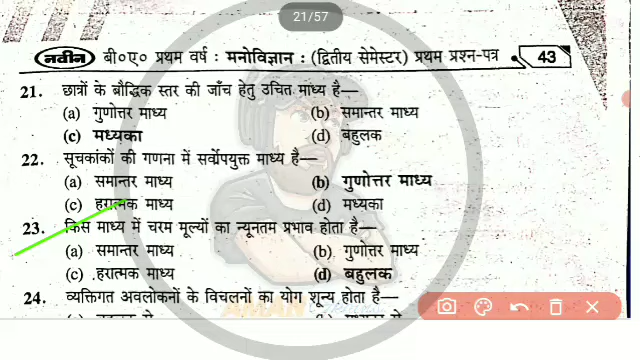 21/57
नवीन बी०ए० प्रथम वर्ष : मनोविज्ञान : (द्वितीय सेमेस्टर) प्रथम प्रश्न-पत्र 43
21. छात्रों के बौद्धिक स्तर की जाँच हेतु उचित माध्य है—
(a) गुणोत्तर माध्य (b) समान्तर माध्य
(c) मध्यका (d) बहुलक
22. सूचकांकों की गणना में सर्वोपयुक्त माध्य है—
(a) समान्तर माध्य (b) गुणोत्तर माध्य
(c) हरात्मक माध्य (d) मध्यका
23. किस माध्य में चरम मूल्यों का न्यूनतम प्रभाव होता है—
(a) समान्तर माध्य (b) गुणोत्तर माध्य
(c) हरात्मक माध्य (d) बहुलक
24. व्यक्तिगत अवलोकनों के विचलनों का योग शून्य होता है—
AMAN